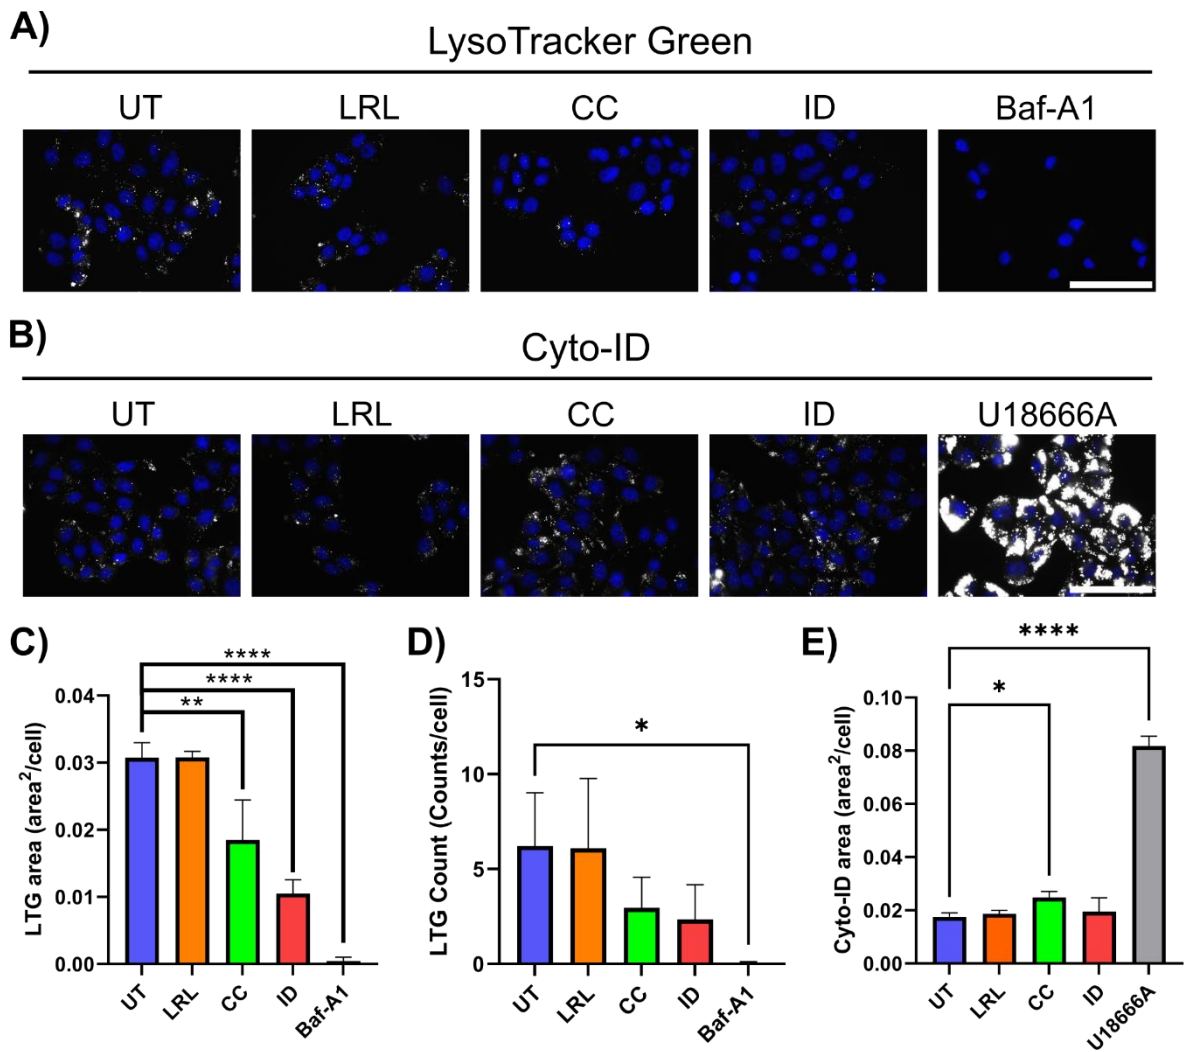 A)
LysoTracker Green
UT LRL CC ID Baf-A1
B)
Cyto-ID
UT LRL CC ID U18666A
C)
LTG area (area²/cell)
0.04
0.03
0.02
0.01
0.00
****
****
**
UT LRL CC ID Baf-A1
D)
LTG Count (Counts/cell)
15
10
5
0
*
UT LRL CC ID Baf-A1
E)
Cyto-ID area (area²/cell)
0.10
0.08
0.06
0.04
0.02
0.00
****
*
UT LRL CC ID U18666A